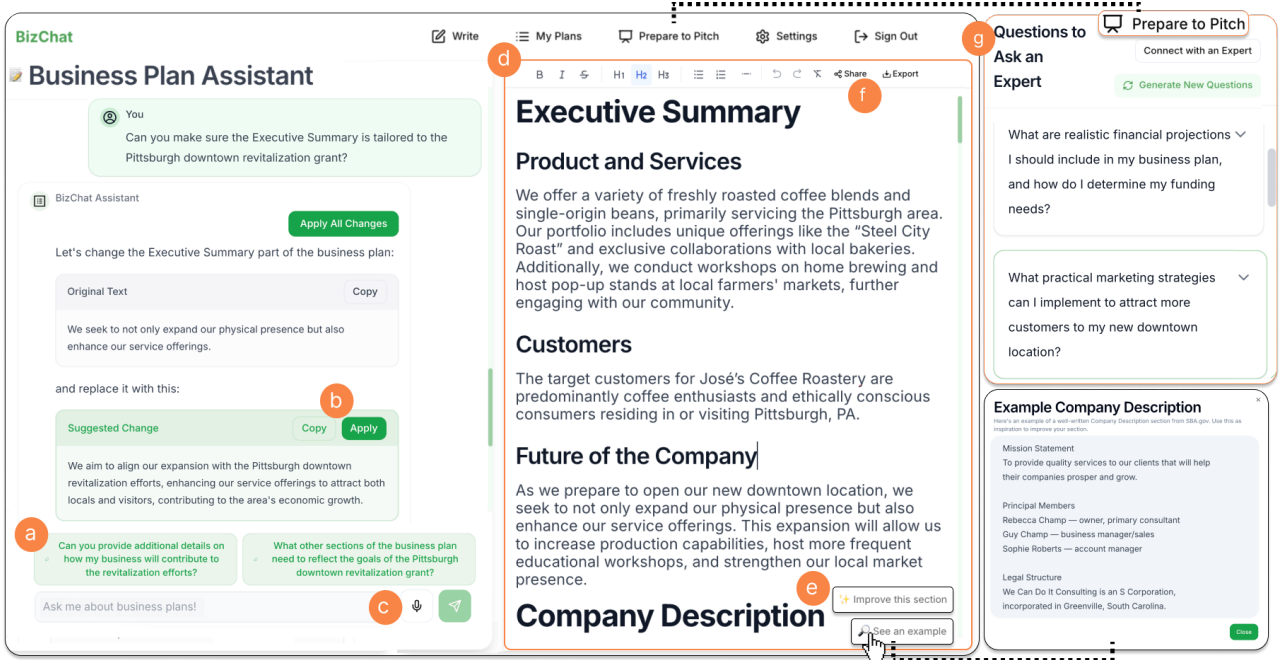 BizChat
Write
My Plans
Prepare to Pitch
Settings
Sign Out
Business Plan Assistant
You
Can you make sure the Executive Summary is tailored to the
Pittsburgh downtown revitalization grant?
BizChat Assistant
Apply All Changes
Let's change the Executive Summary part of the business plan:
Original Text
Copy
We seek to not only expand our physical presence but also
enhance our service offerings.
and replace it with this:
b
Suggested Change
Copy
Apply
We aim to align our expansion with the Pittsburgh downtown
revitalization efforts, enhancing our service offerings to attract both
locals and visitors, contributing to the area's economic growth.
a
Can you provide additional details on
how my business will contribute to
the revitalization efforts?
What other sections of the business plan
need to reflect the goals of the Pittsburgh
downtown revitalization grant?
Ask me about business plans!
c
d
B I S H1 H2 H3
Share
Export
f
Executive Summary
Product and Services
We offer a variety of freshly roasted coffee blends and
single-origin beans, primarily servicing the Pittsburgh area.
Our portfolio includes unique offerings like the “Steel City
Roast” and exclusive collaborations with local bakeries.
Additionally, we conduct workshops on home brewing and
host pop-up stands at local farmers' markets, further
engaging with our community.
Customers
The target customers for José’s Coffee Roastery are
predominantly coffee enthusiasts and ethically conscious
consumers residing in or visiting Pittsburgh, PA.
Future of the Company
As we prepare to open our new downtown location, we
seek to not only expand our physical presence but also
enhance our service offerings. This expansion will allow us
to increase production capabilities, host more frequent
educational workshops, and strengthen our local market
presence.
e
Improve this section
Company Description
See an example
g
Prepare to Pitch
Questions to
Ask an
Expert
Connect with an Expert
Generate New Questions
What are realistic financial projections
I should include in my business plan,
and how do I determine my funding
needs?
What practical marketing strategies
can I implement to attract more
customers to my new downtown
location?
Example Company Description
Here's an example of a well-written Company Description section from SBA.gov. Use this as
inspiration to improve your section.
Mission Statement
To provide quality services to our clients that will help
their companies prosper and grow.
Principal Members
Rebecca Champ — owner, primary consultant
Guy Champ — business manager/sales
Sophie Roberts — account manager
Legal Structure
We Can Do It Consulting is an S Corporation,
incorporated in Greenville, South Carolina.
Close